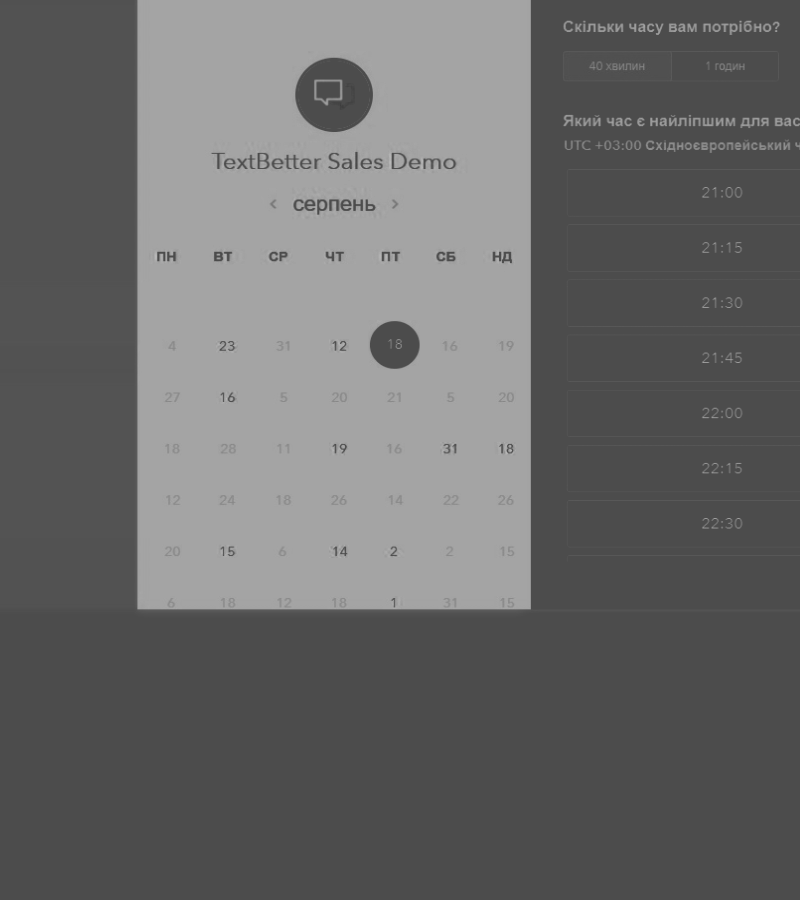 TextBetter Sales Demo
серпень
ПН ВТ СР ЧТ ПТ СБ НД
4 23 31 12 18 16 19
27 16 5 20 21 5 20
18 28 11 19 16 31 18
12 24 18 26 14 22 26
20 15 6 14 2 2 15
6 18 12 18 1 31 15
Скільки часу вам потрібно?
40 хвилин 1 годин
Який час є найліпшим для вас
UTC +03:00 Східноєвропейський ч
21:00
21:15
21:30
21:45
22:00
22:15
22:30